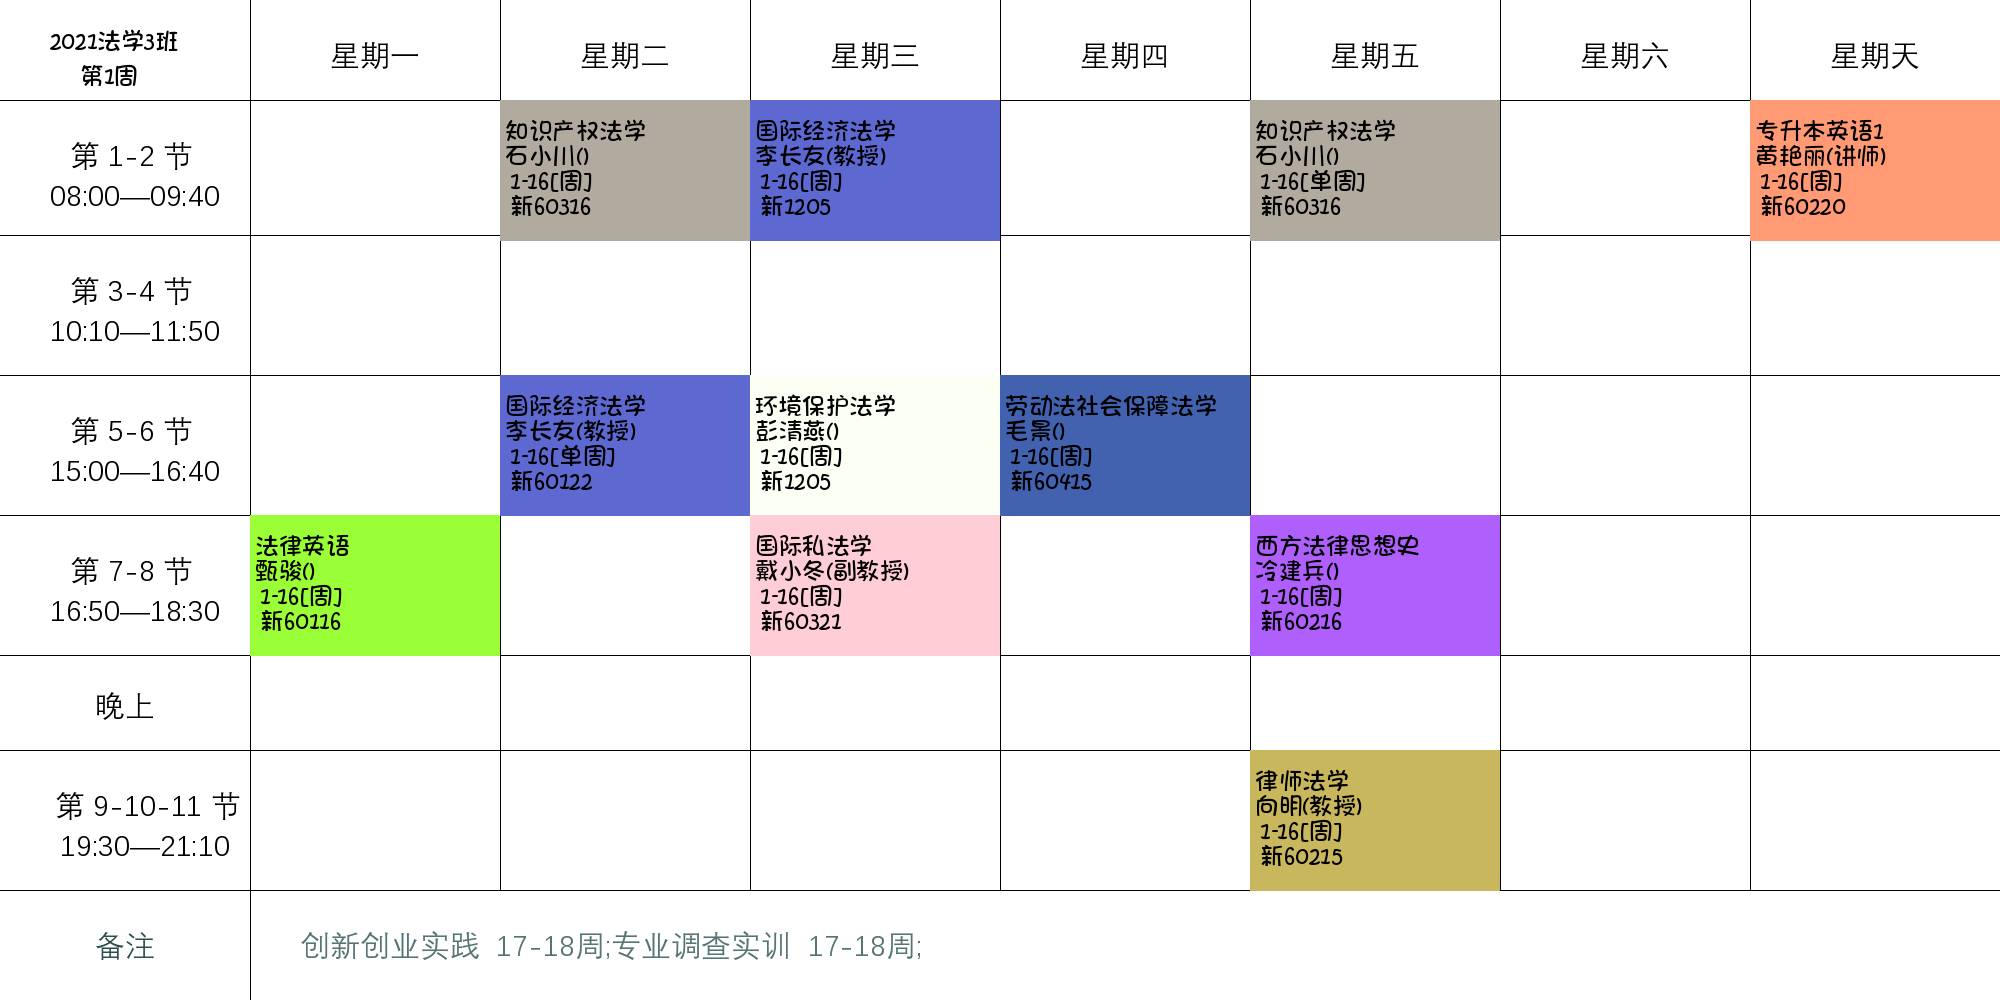 2021法学3班
第1周
星期一
星期二
星期三
星期四
星期五
星期六
星期天
第 1-2 节
08:00—09:40
知识产权法学
石小川()
1-16[周]
新60316
国际经济法学
李长友(教授)
1-16[周]
新1205
知识产权法学
石小川()
1-16[单周]
新60316
专升本英语1
黄艳丽(讲师)
1-16[周]
新60220
第 3-4 节
10:10—11:50
第 5-6 节
15:00—16:40
国际经济法学
李长友(教授)
1-16[单周]
新60122
环境保护法学
彭清燕()
1-16[周]
新1205
劳动法社会保障法学
毛景()
1-16[周]
新60415
第 7-8 节
16:50—18:30
法律英语
甄骏()
1-16[周]
新60116
国际私法学
戴小冬(副教授)
1-16[周]
新60321
西方法律思想史
冷建兵()
1-16[周]
新60216
晚上
第 9-10-11 节
19:30—21:10
律师法学
向明(教授)
1-16[周]
新60215
备注
创新创业实践 17-18周;专业调查实训 17-18周;